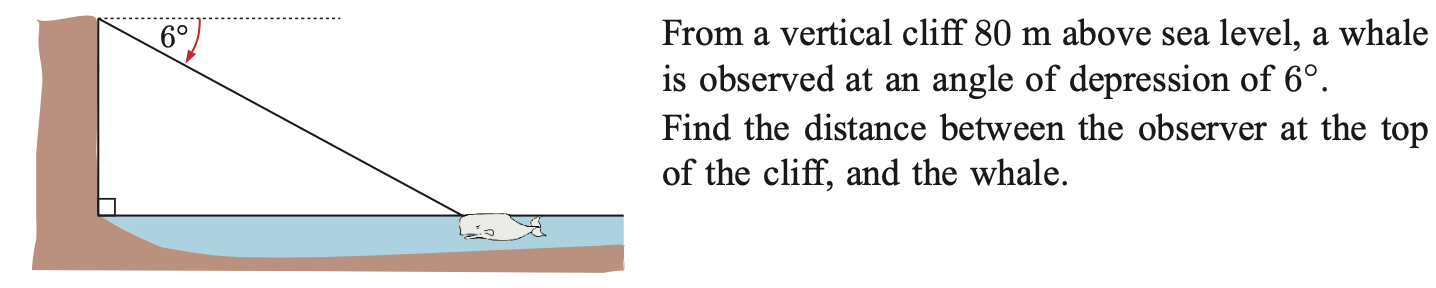 6°
From a vertical cliff 80 m above sea level, a whale
is observed at an angle of depression of 6°.
Find the distance between the observer at the top
of the cliff, and the whale.